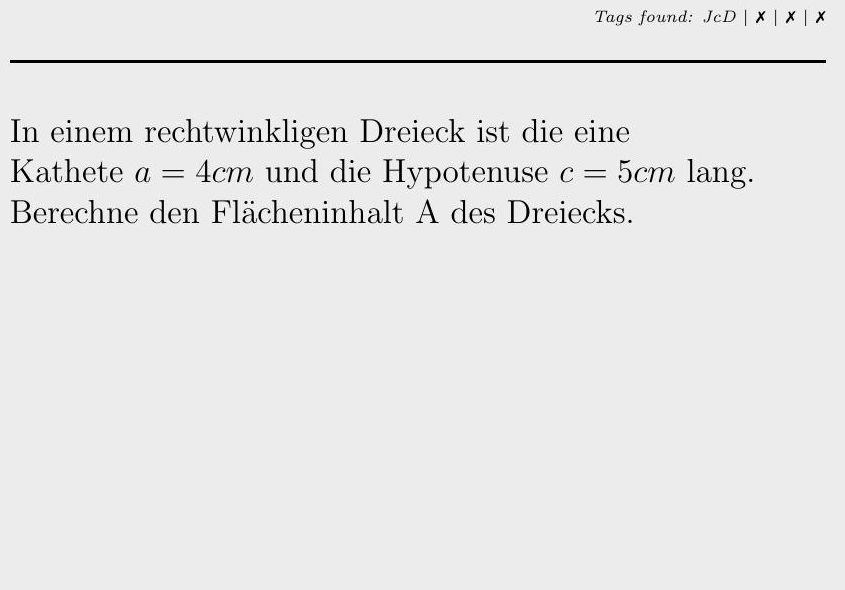 Tags found: JcD | ✗ | ✗ | ✗
In einem rechtwinkligen Dreieck ist die eine
Kathete a = 4cm und die Hypotenuse c = 5cm lang.
Berechne den Flächeninhalt A des Dreiecks.